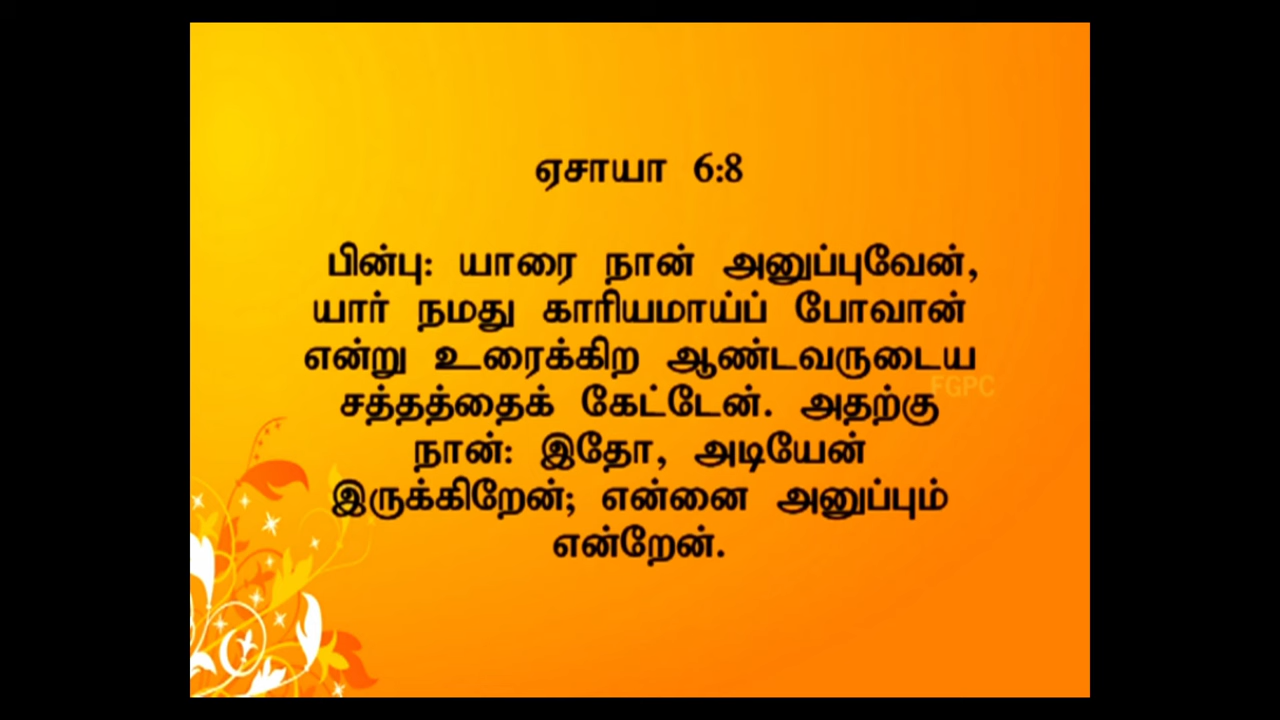 ஏசாயா 6:8
பின்பு: யாரை நான் அனுப்புவேன்,
யார் நமது காரியமாய்ப் போவான்
என்று உரைக்கிற ஆண்டவருடைய
FGPC
சத்தத்தைக் கேட்டேன். அதற்கு
நான்: இதோ, அடியேன்
இருக்கிறேன்; என்னை அனுப்பும்
என்றேன்.